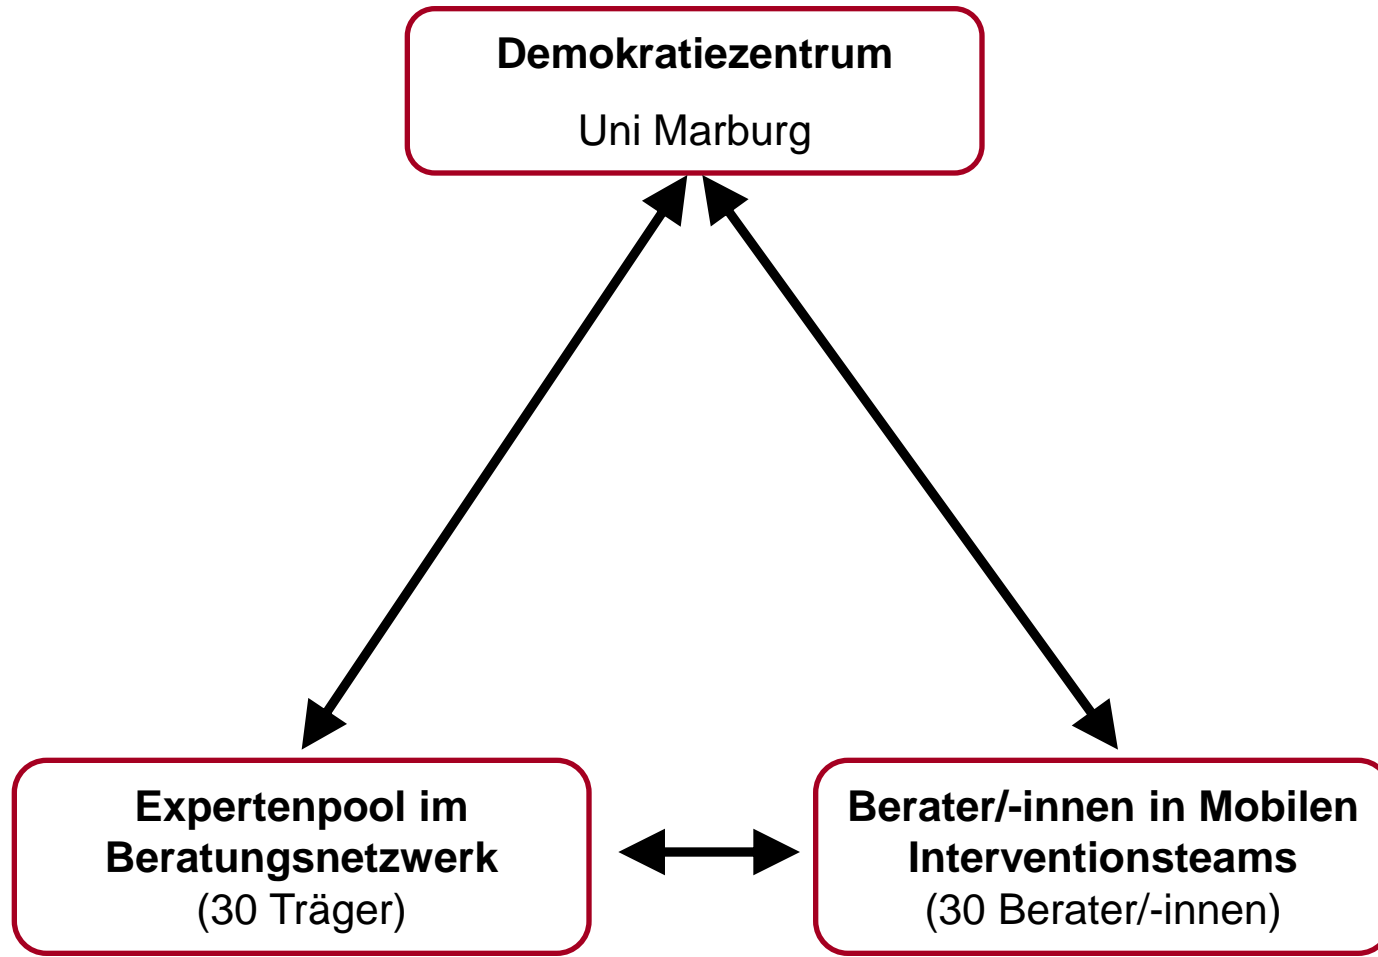 Demokratiezentrum
Uni Marburg
Expertenpool im
Beratungsnetzwerk
(30 Träger)
Berater/-innen in Mobilen
Interventionsteams
(30 Berater/-innen)